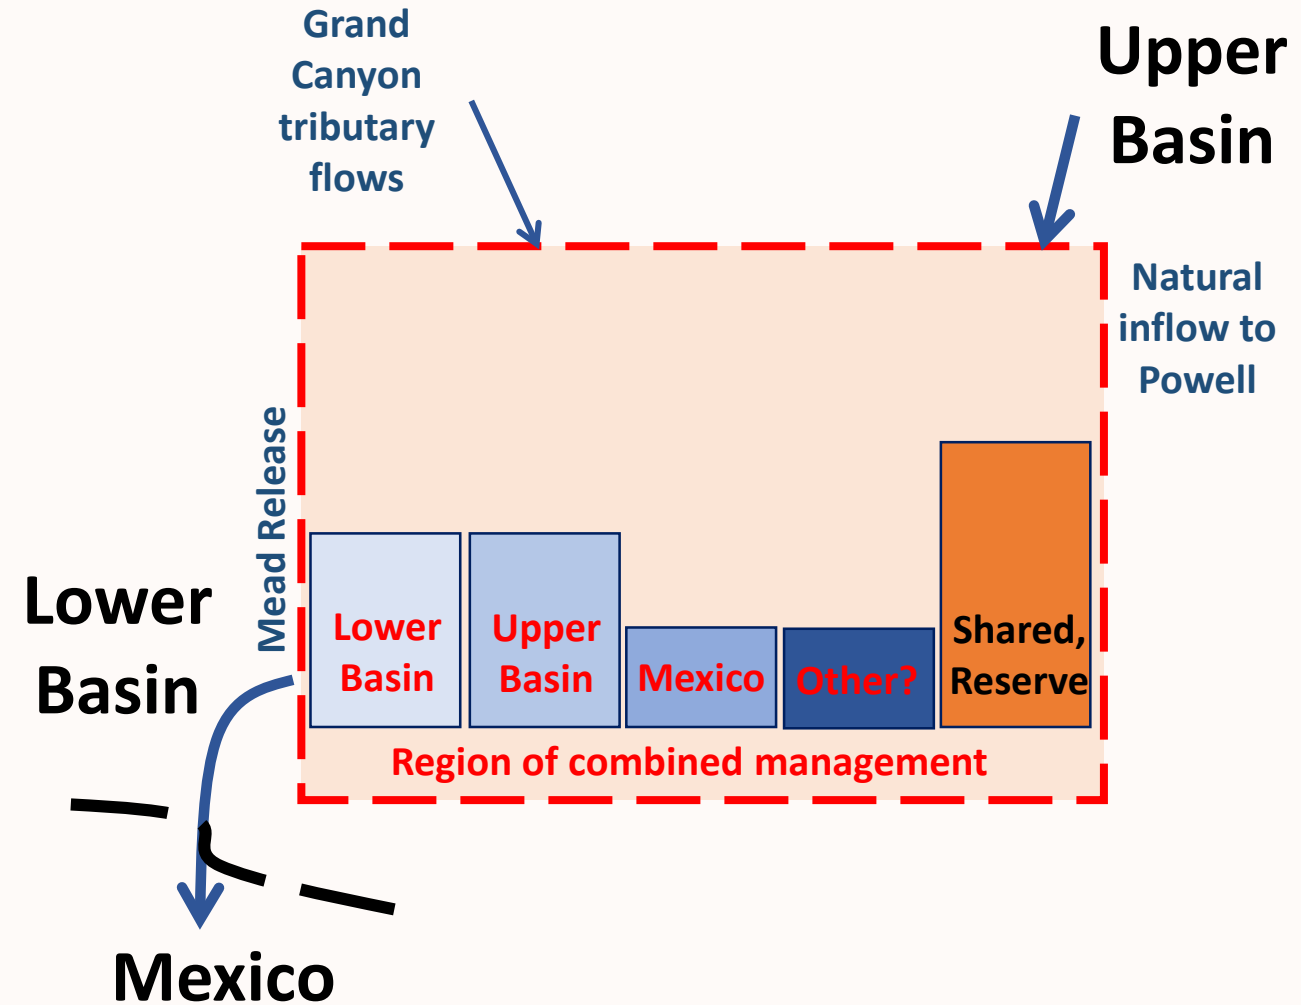 Grand
Canyon
tributary
flows
Upper
Basin
Natural
inflow to
Powell
Mead Release
Lower
Basin
Lower
Basin
Upper
Basin
Mexico
Other?
Shared,
Reserve
Region of combined management
Mexico